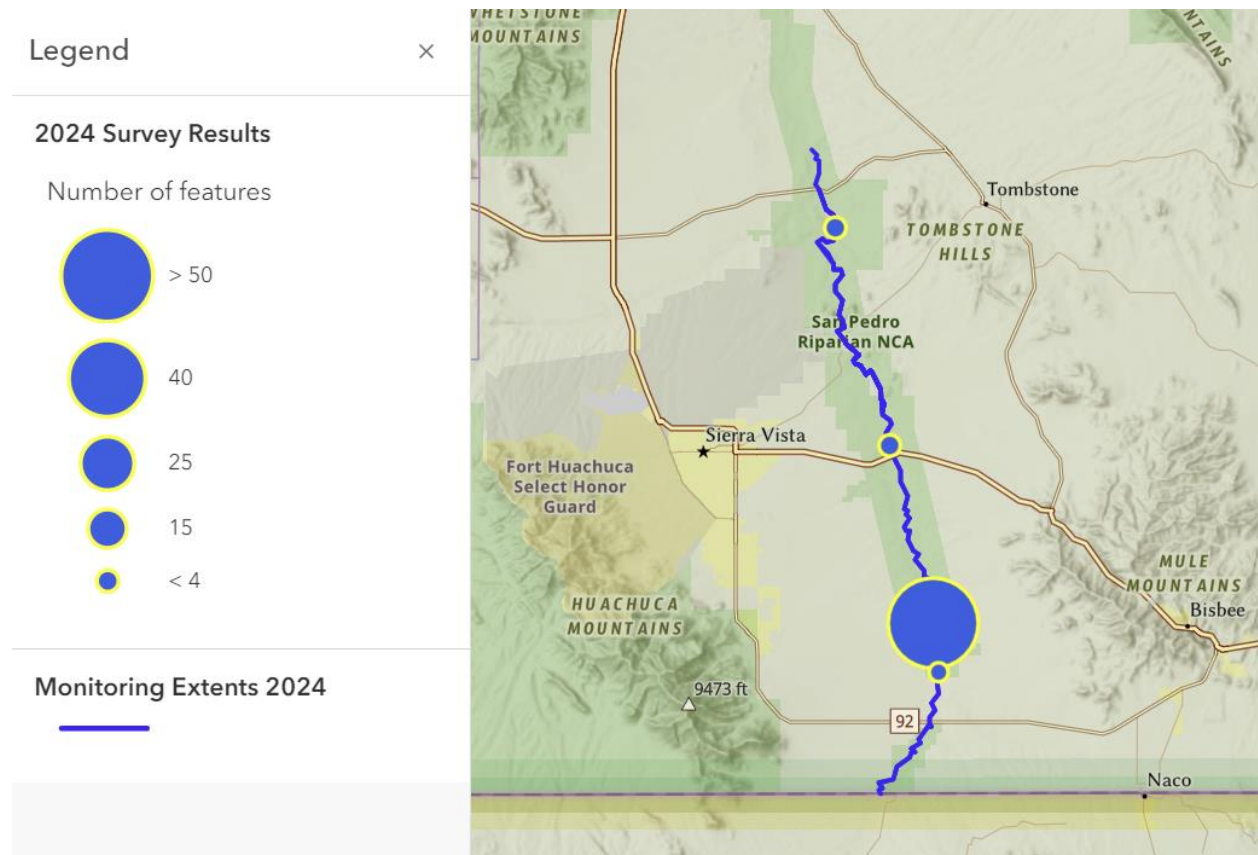 Legend
×
2024 Survey Results
Number of features
> 50
40
25
15
< 4
Monitoring Extents 2024
WHETSTONE
MOUNTAINS
Tombstone
TOMBSTONE
HILLS
San Pedro
Riparian NCA
Sierra Vista
Fort Huachuca
Select Honor
Guard
HUACHUCA
MOUNTAINS
MULE
MOUNTAINS
Bisbee
9473 ft
92
Naco